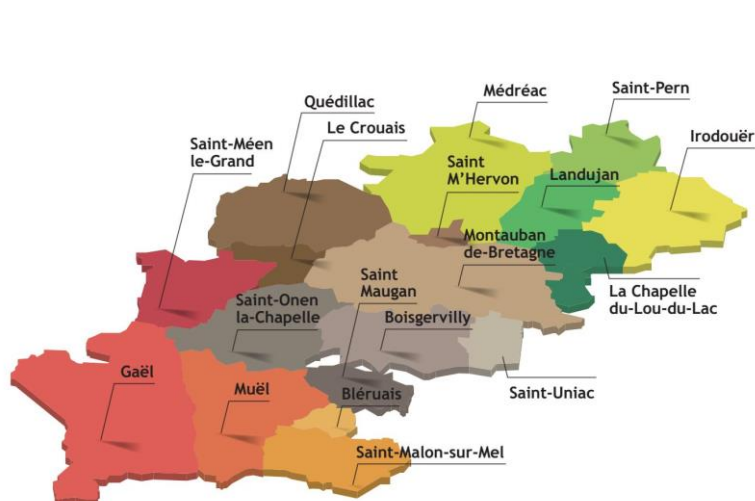 Médréac
Saint-Pern
Quédillac
Le Crouais
Irodouër
Saint-Méen
le-Grand
Saint
M'Hervon
Landujan
Montauban
de-Bretagne
Saint
Maugan
Saint-Onen
la-Chapelle
La Chapelle
du-Lou-du-Lac
Boisgervilly
Gaël
Muël
Bléruais
Saint-Uniac
Saint-Malon-sur-Mel